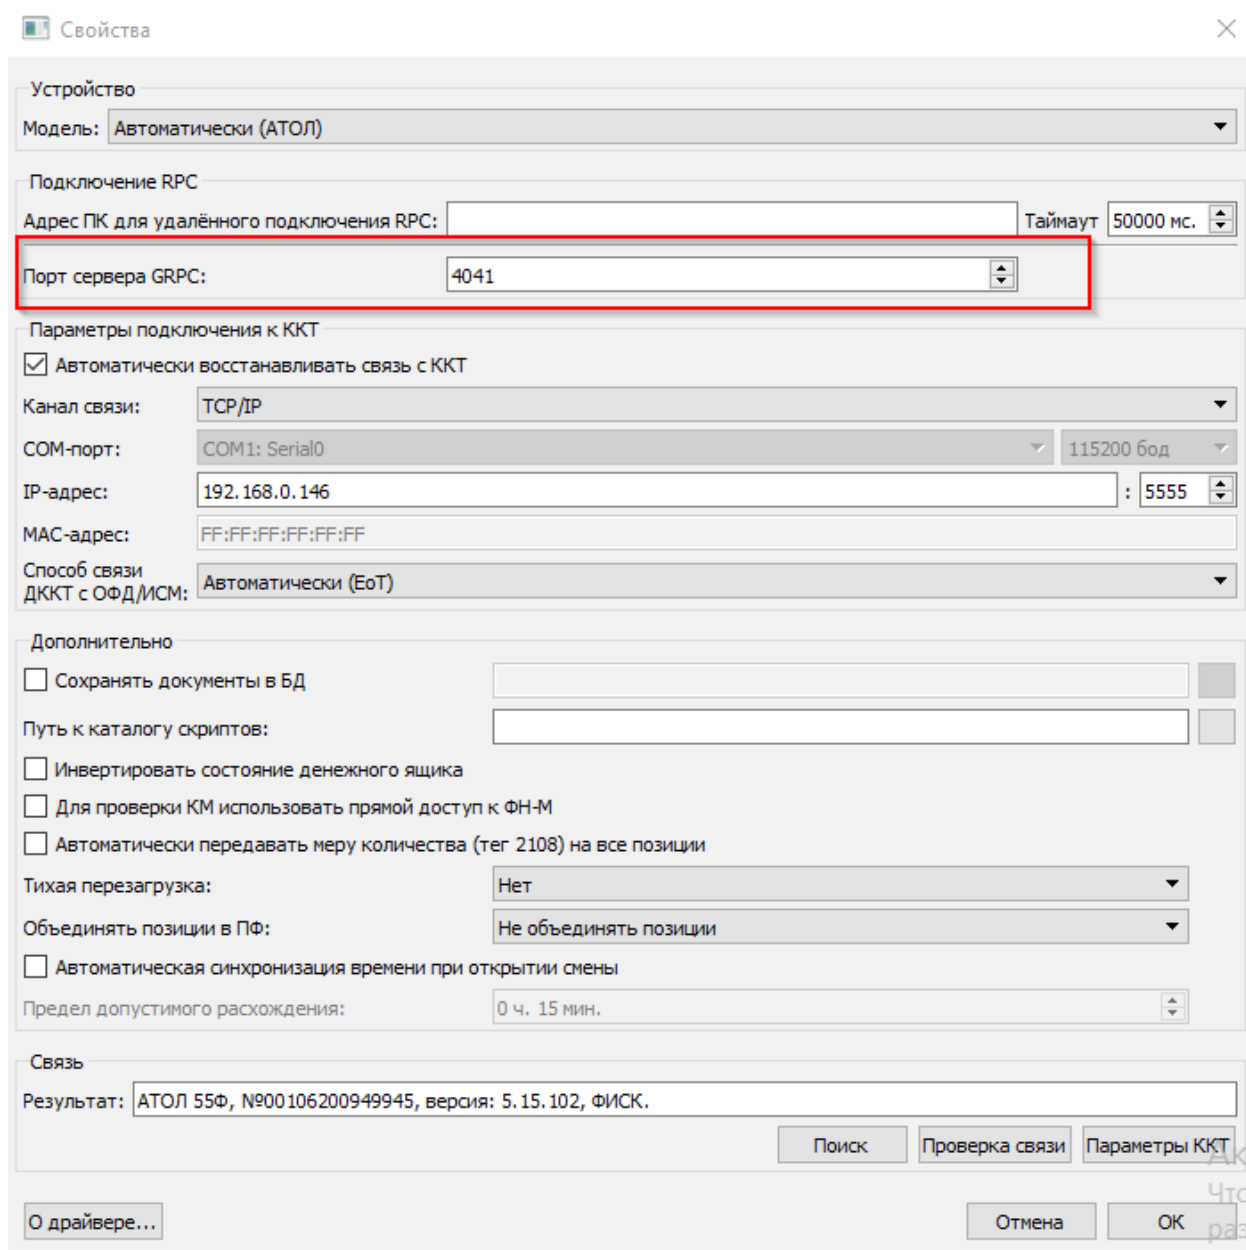 Свойства
Устройство
Модель: Автоматически (АТОЛ)
Подключение RPC
Адрес ПК для удалённого подключения RPC: Таймаут 50000 мс.
Порт сервера GRPC: 4041
Параметры подключения к ККТ
Автоматически восстанавливать связь с ККТ
Канал связи: TCP/IP
COM-порт: COM1: Serial0 115200 бод
IP-адрес: 192.168.0.146 : 5555
MAC-адрес: FF:FF:FF:FF:FF:FF
Способ связи
ДККТ с ОФД/ИСМ: Автоматически (EoT)
Дополнительно
Сохранять документы в БД
Путь к каталогу скриптов:
Инвертировать состояние денежного ящика
Для проверки КМ использовать прямой доступ к ФН-М
Автоматически передавать меру количества (тег 2108) на все позиции
Тихая перезагрузка: Нет
Объединять позиции в ПФ: Не объединять позиции
Автоматическая синхронизация времени при открытии смены
Предел допустимого расхождения: 0 ч. 15 мин.
Связь
Результат: АТОЛ 55Ф, №00106200949945, версия: 5.15.102, ФИСК.
Поиск Проверка связи Параметры ККТ
О драйвере... Отмена ОК